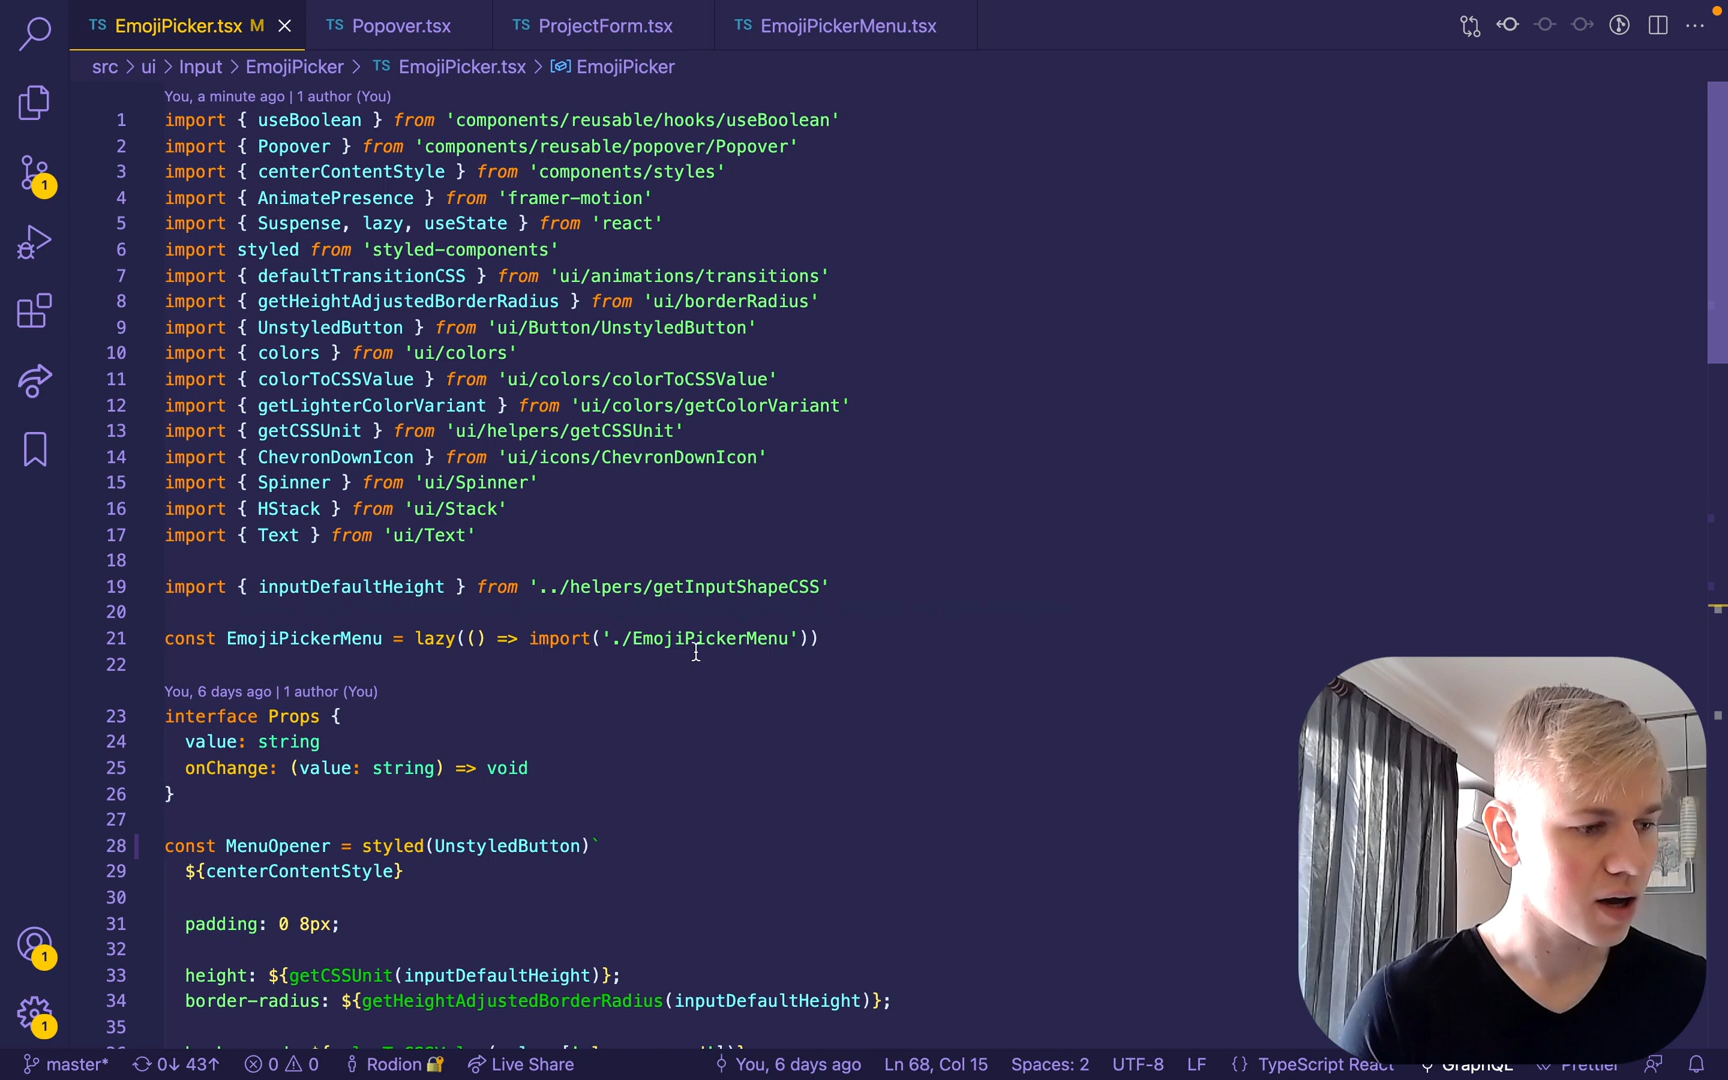 TS EmojiPicker.tsx M
TS Popover.tsx
TS ProjectForm.tsx
TS EmojiPickerMenu.tsx
src > ui > Input > EmojiPicker > TS EmojiPicker.tsx > EmojiPicker
You, a minute ago | 1 author (You)
1 import { useBoolean } from 'components/reusable/hooks/useBoolean'
2 import { Popover } from 'components/reusable/popover/Popover'
3 import { centerContentStyle } from 'components/styles'
4 import { AnimatePresence } from 'framer-motion'
5 import { Suspense, lazy, useState } from 'react'
6 import styled from 'styled-components'
7 import { defaultTransitionCSS } from 'ui/animations/transitions'
8 import { getHeightAdjustedBorderRadius } from 'ui/borderRadius'
9 import { UnstyledButton } from 'ui/Button/UnstyledButton'
10 import { colors } from 'ui/colors'
11 import { colorToCSSValue } from 'ui/colors/colorToCSSValue'
12 import { getLighterColorVariant } from 'ui/colors/getColorVariant'
13 import { getCSSUnit } from 'ui/helpers/getCSSUnit'
14 import { ChevronDownIcon } from 'ui/icons/ChevronDownIcon'
15 import { Spinner } from 'ui/Spinner'
16 import { HStack } from 'ui/Stack'
17 import { Text } from 'ui/Text'
18
19 import { inputDefaultHeight } from '../helpers/getInputShapeCSS'
20
21 const EmojiPickerMenu = lazy(() => import('./EmojiPickerMenu'))
22
You, 6 days ago | 1 author (You)
23 interface Props {
24 value: string
25 onChange: (value: string) => void
26 }
27
28 const MenuOpener = styled(UnstyledButton)`
29 ${centerContentStyle}
30
31 padding: 0 8px;
32
33 height: ${getCSSUnit(inputDefaultHeight)};
34 border-radius: ${getHeightAdjustedBorderRadius(inputDefaultHeight)};
35
1
1
1
master* 0↓ 43↑ 0 0 Rodion Live Share You, 6 days ago Ln 68, Col 15 Spaces: 2 UTF-8 LF {} TypeScript React GraphQL Prettier